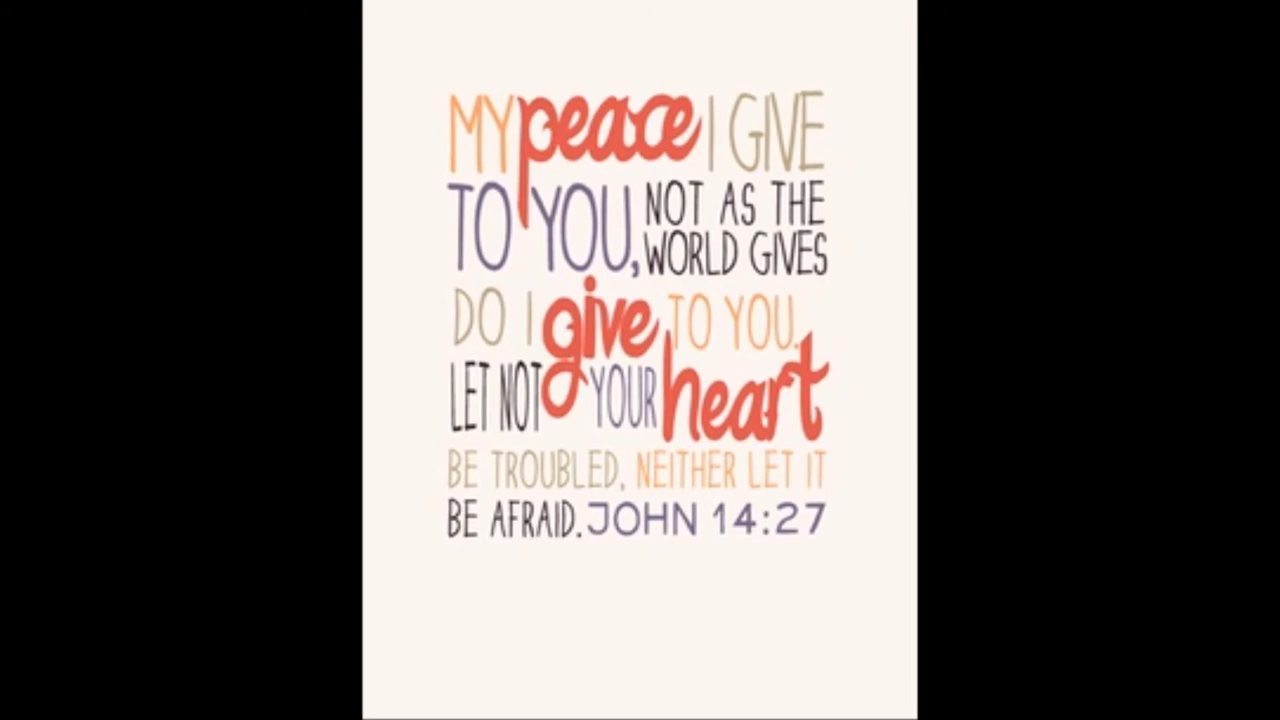 MY peace I GIVE
TO YOU, NOT AS THE
WORLD GIVES
DO I give TO YOU.
LET NOT YOUR heart
BE TROUBLED, NEITHER LET IT
BE AFRAID. JOHN 14:27